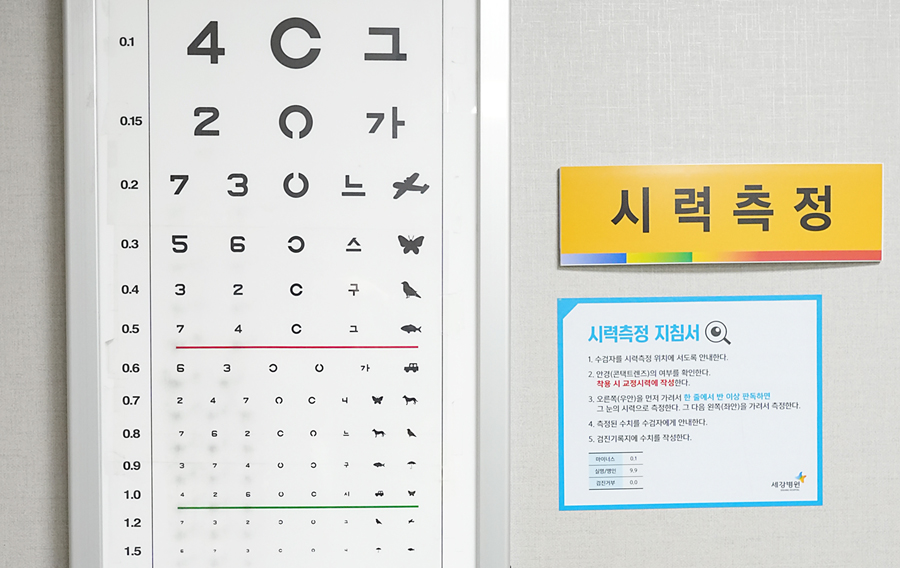 0.1 4 C 그
0.15 2 가
0.2 7 3 느
0.3 5 6 스
0.4 3 2 C 구
0.5 7 4 C 그
0.6 6 3 가
0.7 2 4 7 너
0.8 7 6 2 느
0.9 3 7 4 구
1.0 4 2 6 시
1.2 7 3 2
1.5
시력측정
시력측정 지침서
1. 수검자를 시력측정 위치에 서도록 안내한다.
2. 안경(콘택트렌즈)의 여부를 확인한다.
착용 시 교정시력에 작성한다.
3. 오른쪽(우안)을 먼저 가려서 한 줄에서 반 이상 판독하면
그 눈의 시력으로 측정한다. 그 다음 왼쪽(좌안)을 가려서 측정한다.
4. 측정된 수치를 수검자에게 안내한다.
5. 검진기록지에 수치를 작성한다.
마이너스 0.1
실명/맹인 9.9
검진거부 0.0
세강병원